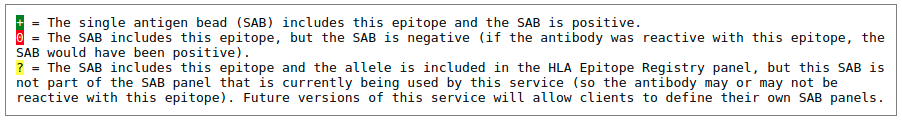 + = The single antigen bead (SAB) includes this epitope and the SAB is positive.
0 = The SAB includes this epitope, but the SAB is negative (if the antibody was reactive with this epitope, the
SAB would have been positive).
? = The SAB includes this epitope and the allele is included in the HLA Epitope Registry panel, but this SAB is
not part of the SAB panel that is currently being used by this service (so the antibody may or may not be
reactive with this epitope). Future versions of this service will allow clients to define their own SAB panels.